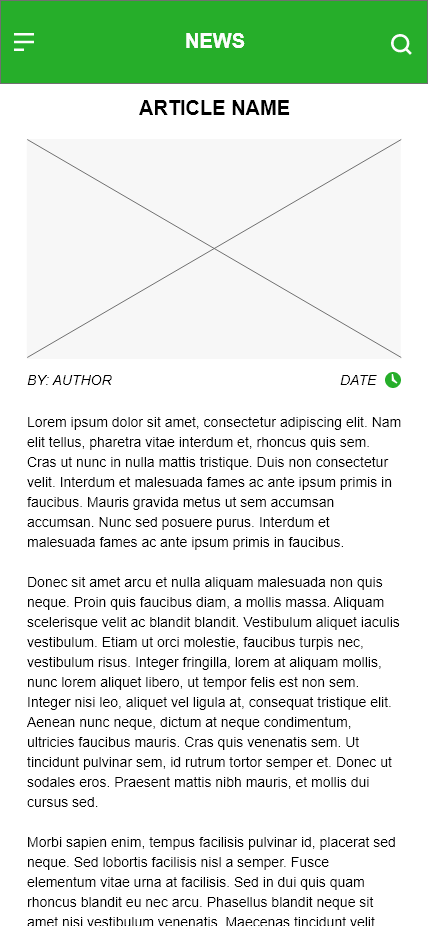 NEWS
ARTICLE NAME
BY: AUTHOR
DATE
Lorem ipsum dolor sit amet, consectetur adipiscing elit. Nam
elit tellus, pharetra vitae interdum et, rhoncus quis sem.
Cras ut nunc in nulla mattis tristique. Duis non consectetur
velit. Interdum et malesuada fames ac ante ipsum primis in
faucibus. Mauris gravida metus ut sem accumsan
accumsan. Nunc sed posuere purus. Interdum et
malesuada fames ac ante ipsum primis in faucibus.
Donec sit amet arcu et nulla aliquam malesuada non quis
neque. Proin quis faucibus diam, a mollis massa. Aliquam
scelerisque velit ac blandit blandit. Vestibulum aliquet iaculis
vestibulum. Etiam ut orci molestie, faucibus turpis nec,
vestibulum risus. Integer fringilla, lorem at aliquam mollis,
nunc lorem aliquet libero, ut tempor felis est non sem.
Integer nisi leo, aliquet vel ligula at, consequat tristique elit.
Aenean nunc neque, dictum at neque condimentum,
ultricies faucibus mauris. Cras quis venenatis sem. Ut
tincidunt pulvinar sem, id rutrum tortor semper et. Donec ut
sodales eros. Praesent mattis nibh mauris, et mollis dui
cursus sed.
Morbi sapien enim, tempus facilisis pulvinar id, placerat sed
neque. Sed lobortis facilisis nisl a semper. Fusce
elementum vitae urna at facilisis. Sed in dui quis quam
rhoncus blandit eu nec arcu. Phasellus blandit neque sit
amet nisi vestibulum venenatis. Maecenas tincidunt velit